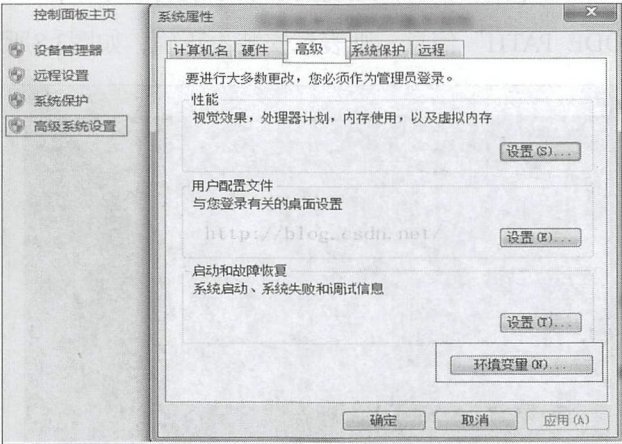 控制面板主页
设备管理器
远程设置
系统保护
高级系统设置
系统属性
计算机名 硬件 高级 系统保护 远程
要进行大多数更改，您必须作为管理员登录。
性能
视觉效果，处理器计划，内存使用，以及虚拟内存
设置(S)...
用户配置文件
与您登录有关的桌面设置
http://blog.csdn.net/
设置(E)...
启动和故障恢复
系统启动、系统失败和调试信息
设置(T)...
环境变量(N)...
确定 取消 应用(A)